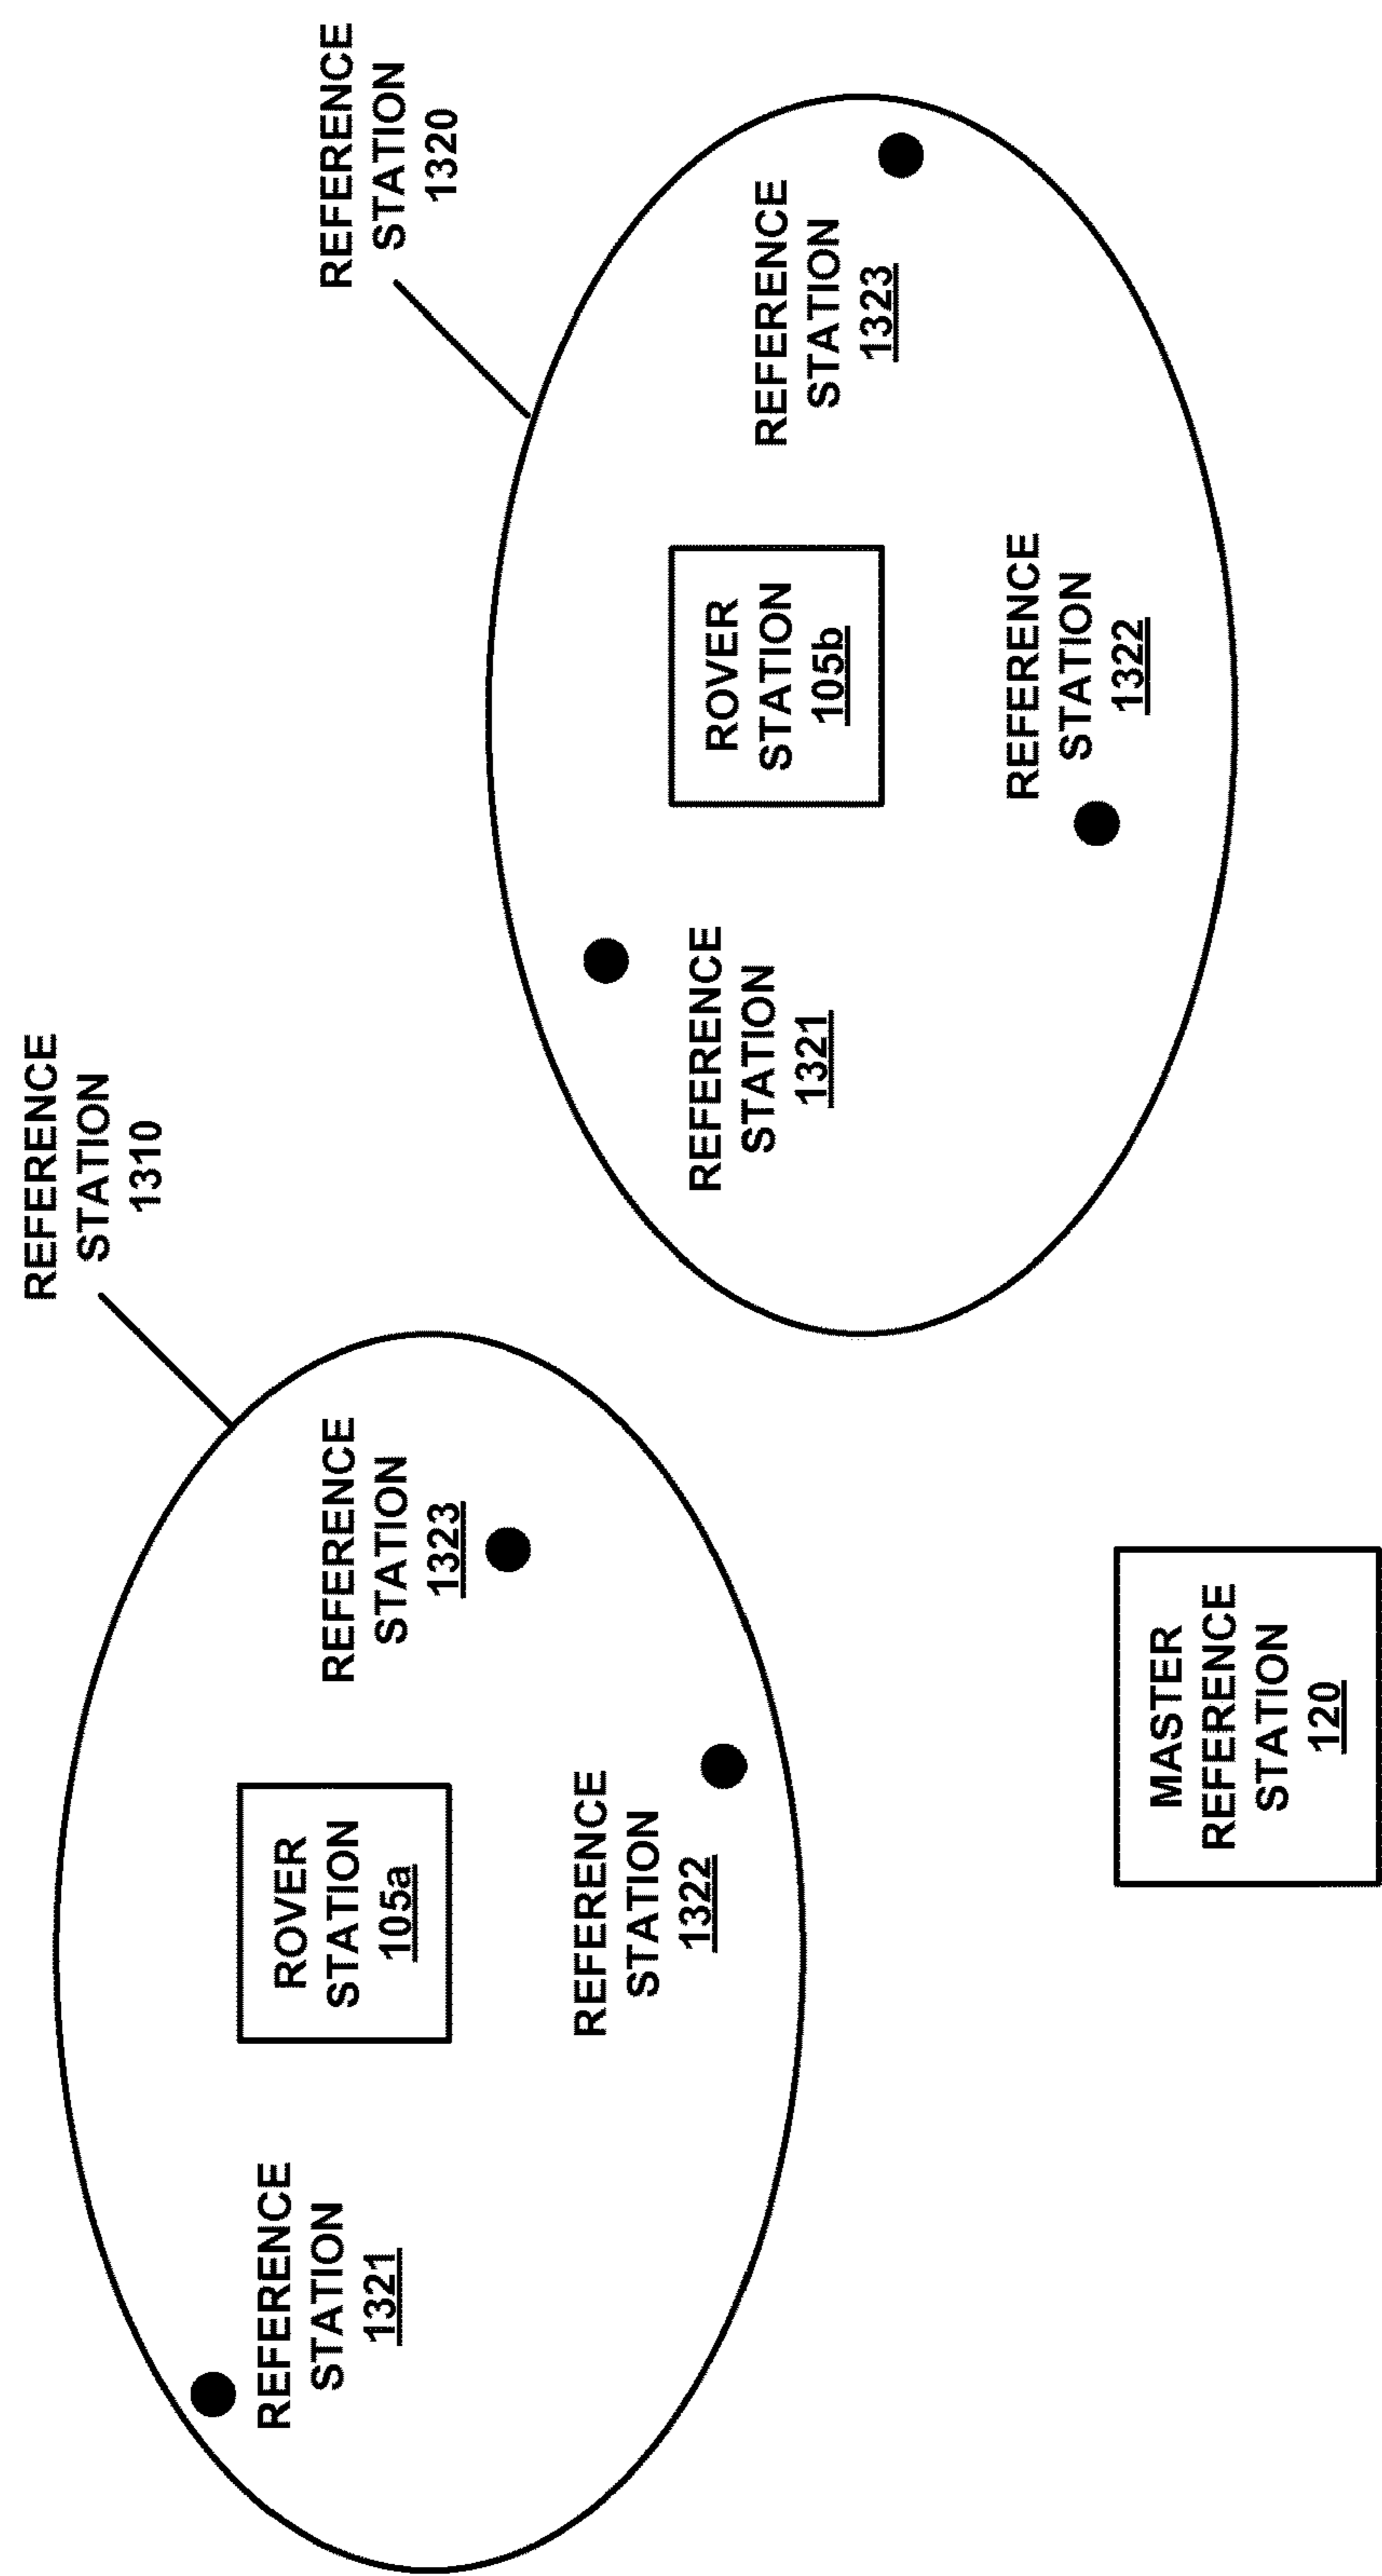 REFERENCE
STATION
1310
REFERENCE
STATION
1320
REFERENCE
STATION
1321
ROVER
STATION
105a
REFERENCE
STATION
1323
REFERENCE
STATION
1322
REFERENCE
STATION
1321
ROVER
STATION
105b
REFERENCE
STATION
1323
REFERENCE
STATION
1322
MASTER
REFERENCE
STATION
120